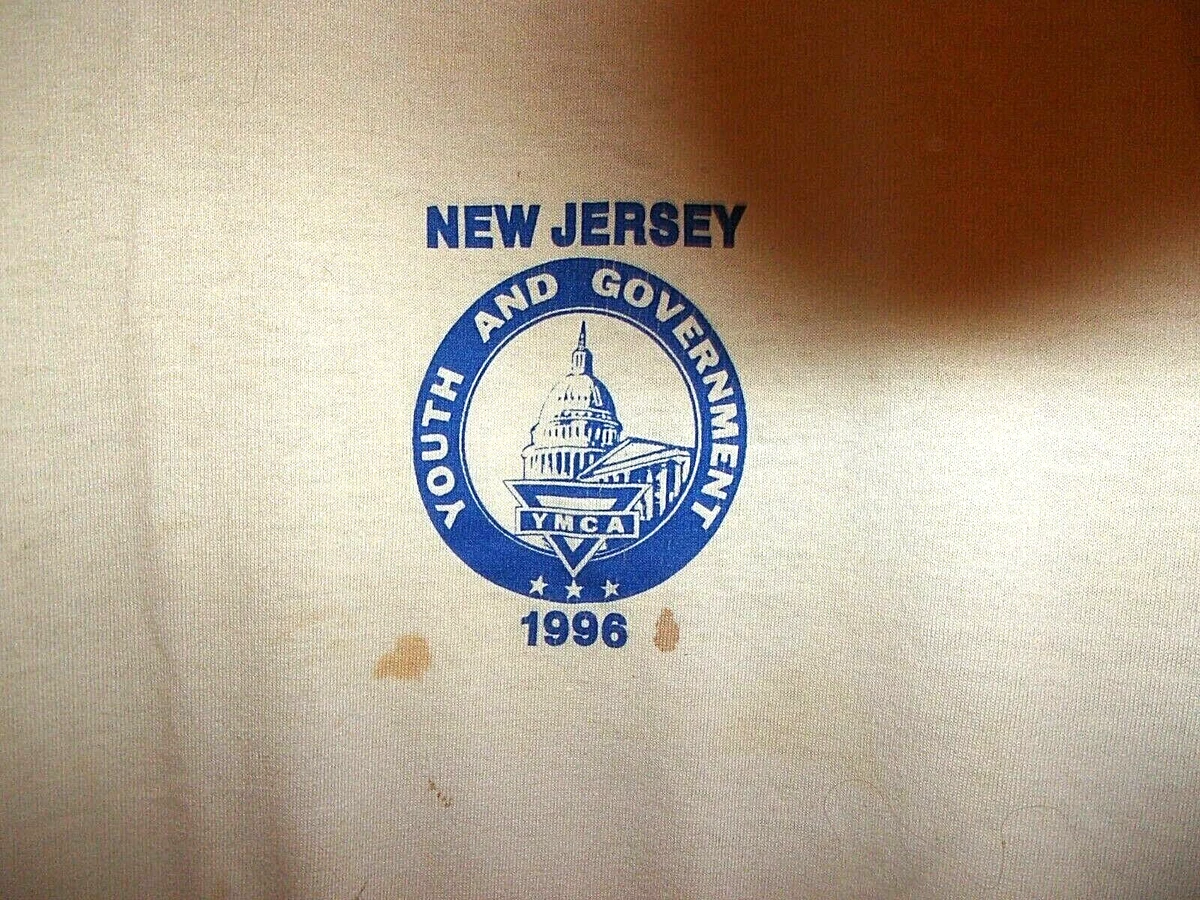 NEW JERSEY
YOUTH AND GOVERNMENT
YMCA
1996